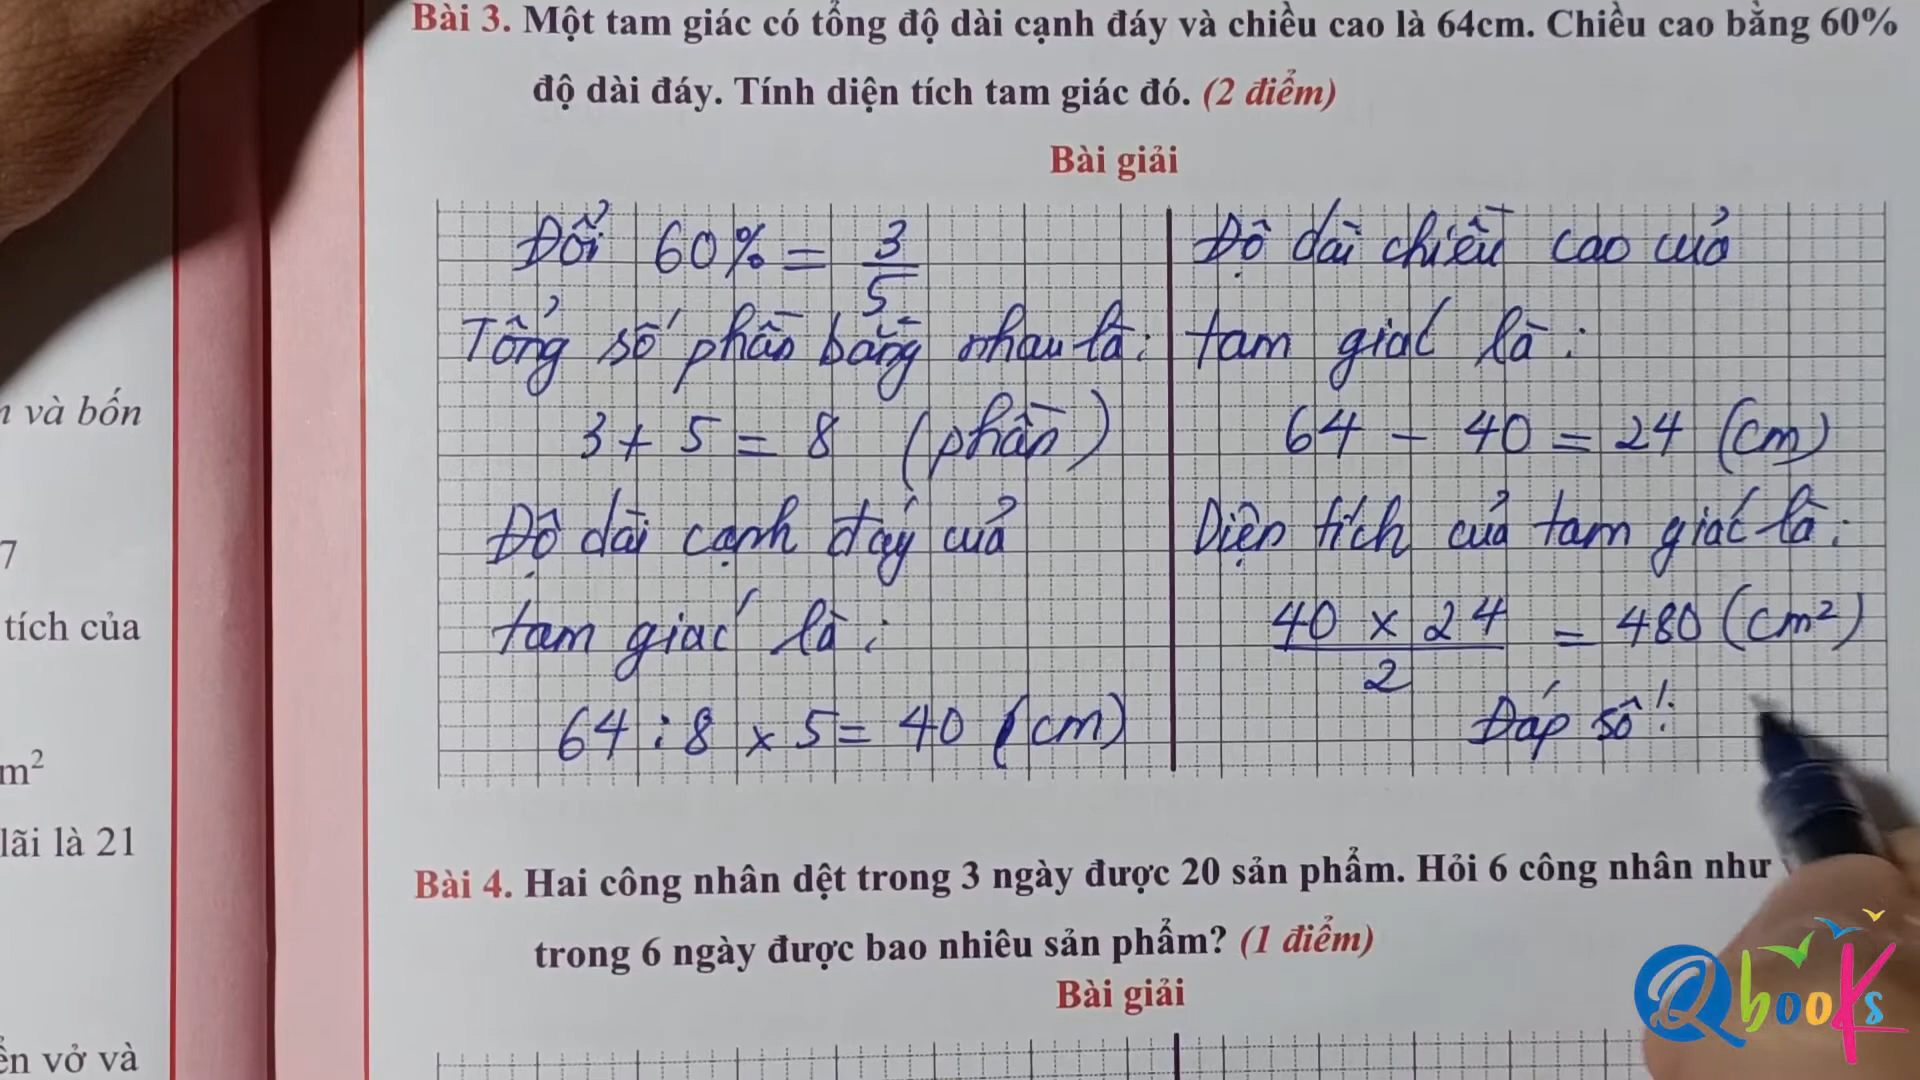 Bài 3. Một tam giác có tổng độ dài cạnh đáy và chiều cao là 64cm. Chiều cao bằng 60%
độ dài đáy. Tính diện tích tam giác đó. (2 điểm)
Bài giải
Đổi 60% = 3/5
Tổng số phần bằng nhau là:
3 + 5 = 8 (phần)
Độ dài cạnh đáy của
tam giác là:
64 : 8 x 5 = 40 (cm)
Độ dài chiều cao của
tam giác là:
64 - 40 = 24 (cm)
Diện tích của tam giác là:
40 x 24 / 2 = 480 (cm²)
Đáp số:
Bài 4. Hai công nhân dệt trong 3 ngày được 20 sản phẩm. Hỏi 6 công nhân như
trong 6 ngày được bao nhiêu sản phẩm? (1 điểm)
Bài giải
và bốn
7
tích của
m²
lãi là 21
vở và
Qbooks